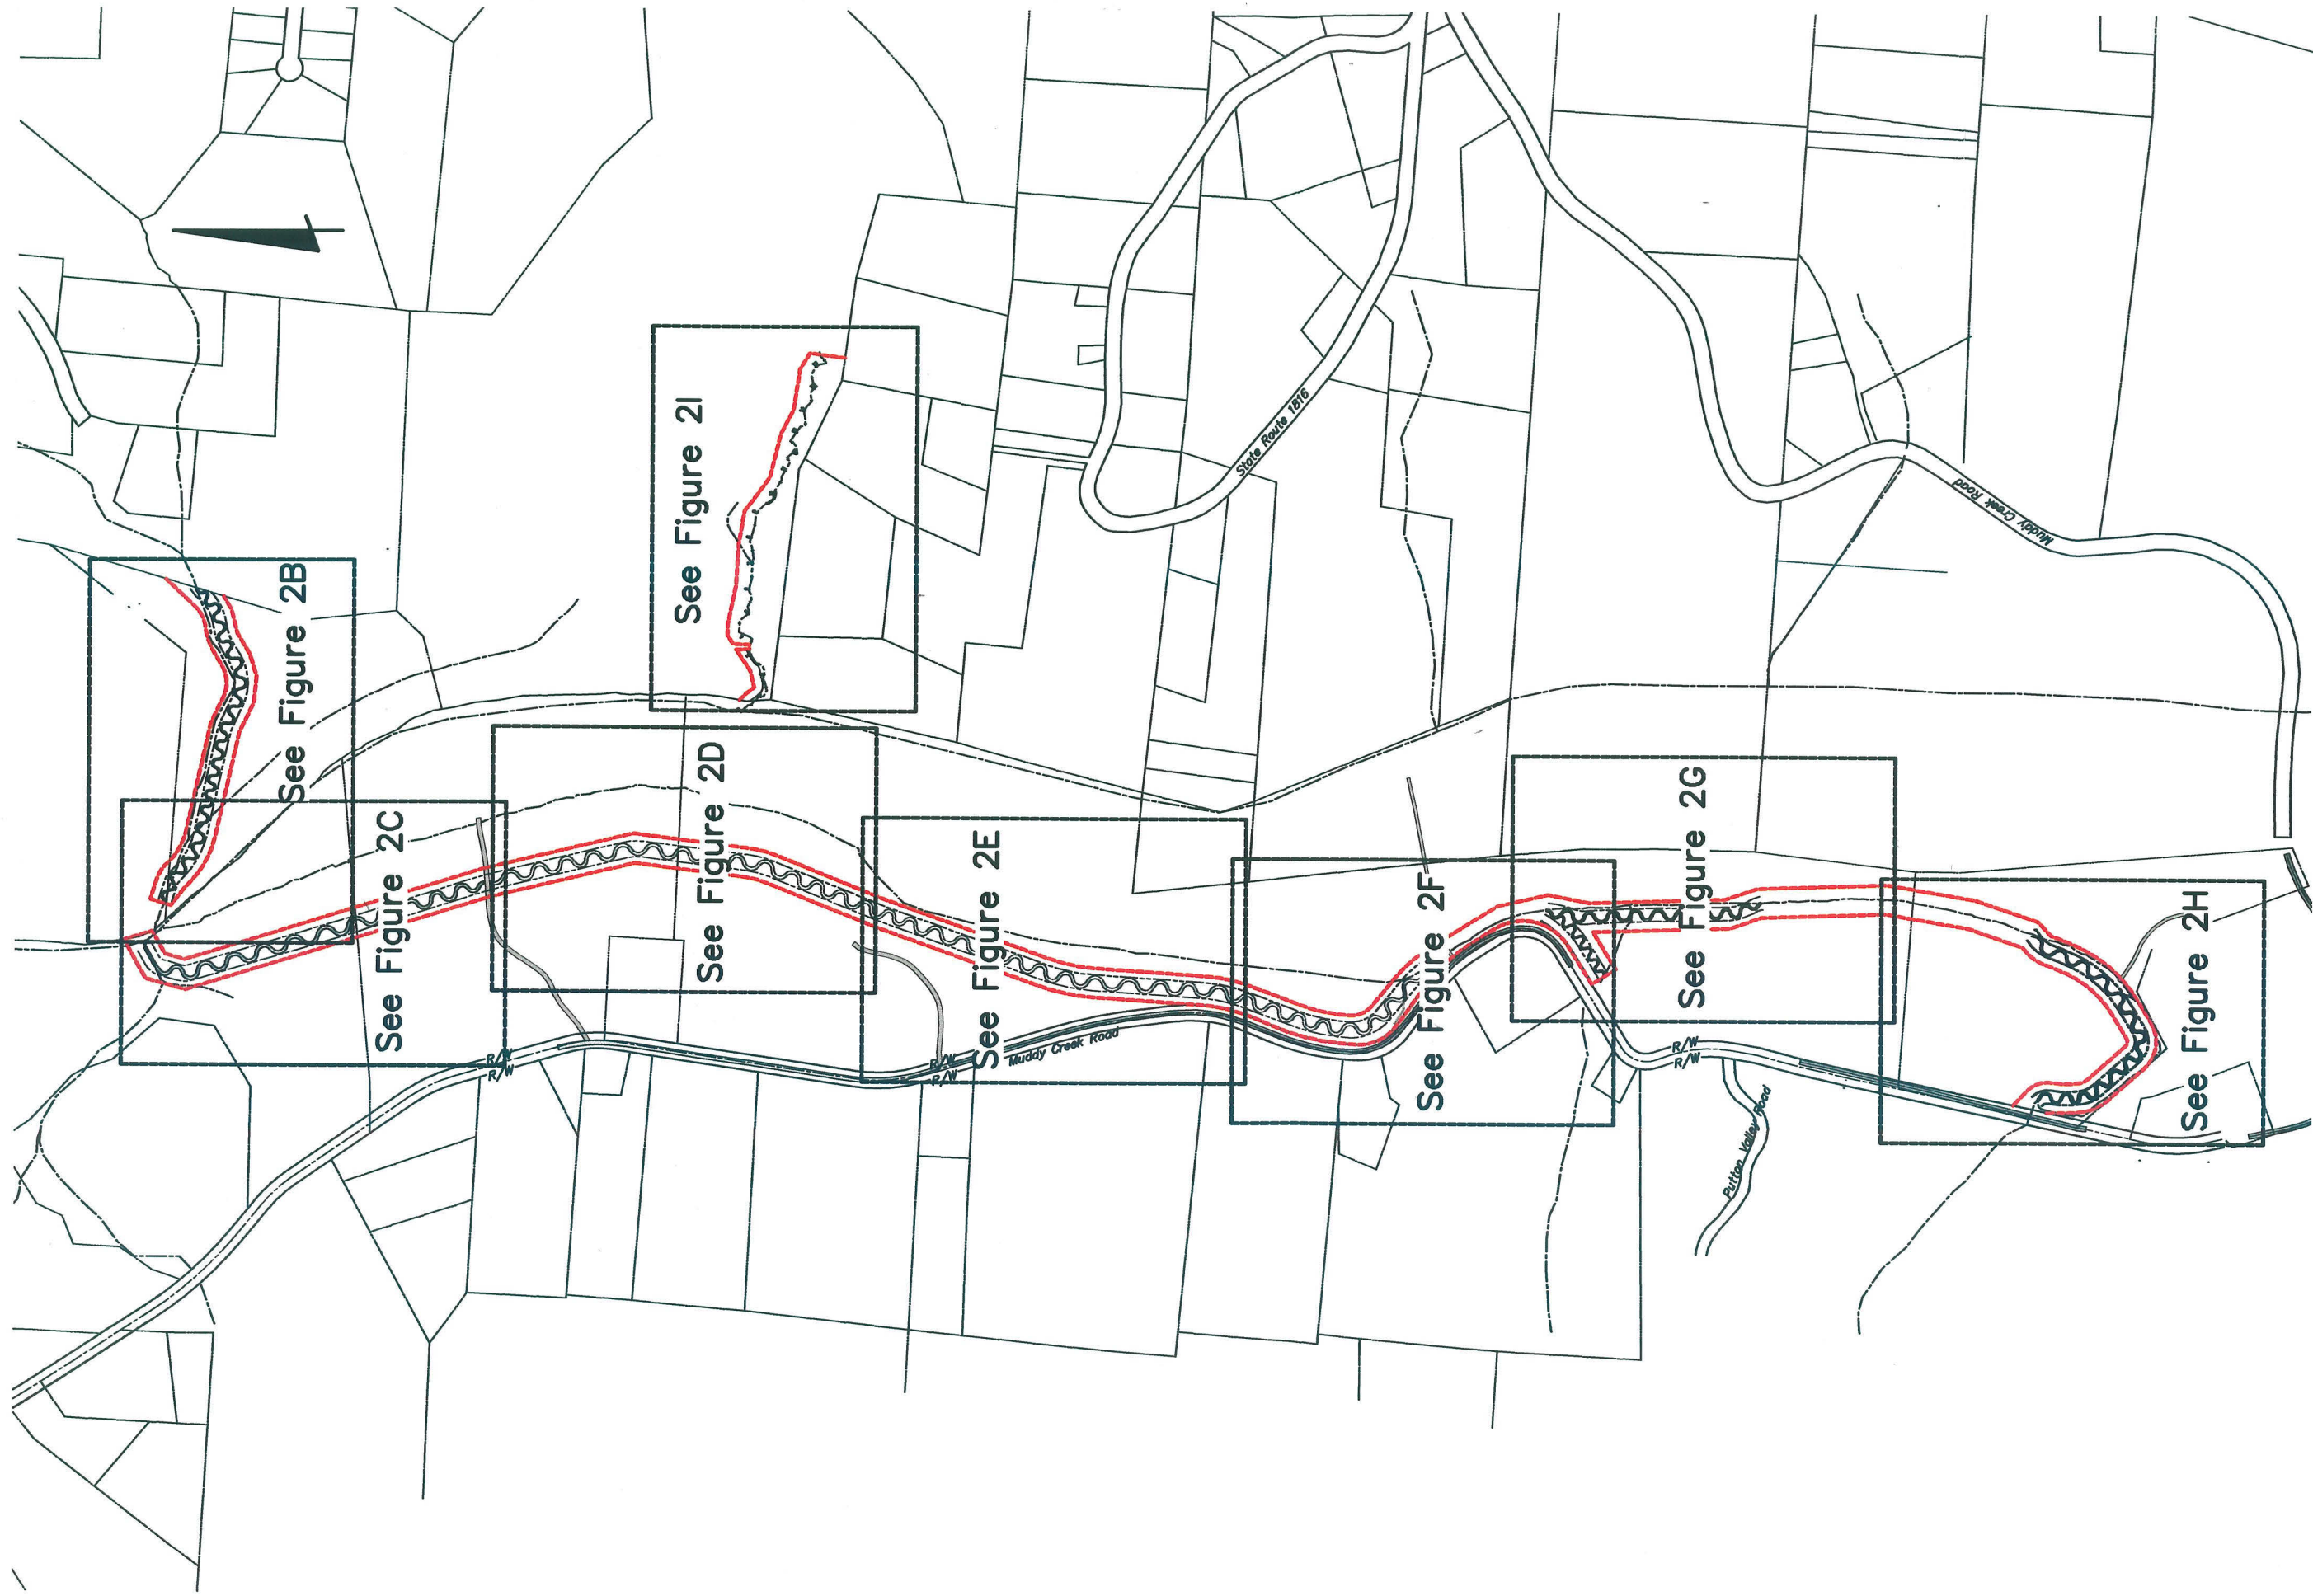 See Figure 2B
See Figure 2C
See Figure 2I
See Figure 2D
See Figure 2E
See Figure 2F
See Figure 2G
See Figure 2H
State Route 1816
Muddy Creek Road
Muddy Creek Road
Putton Valley Road
R/W
R/W
R/W
R/W
R/W
R/W